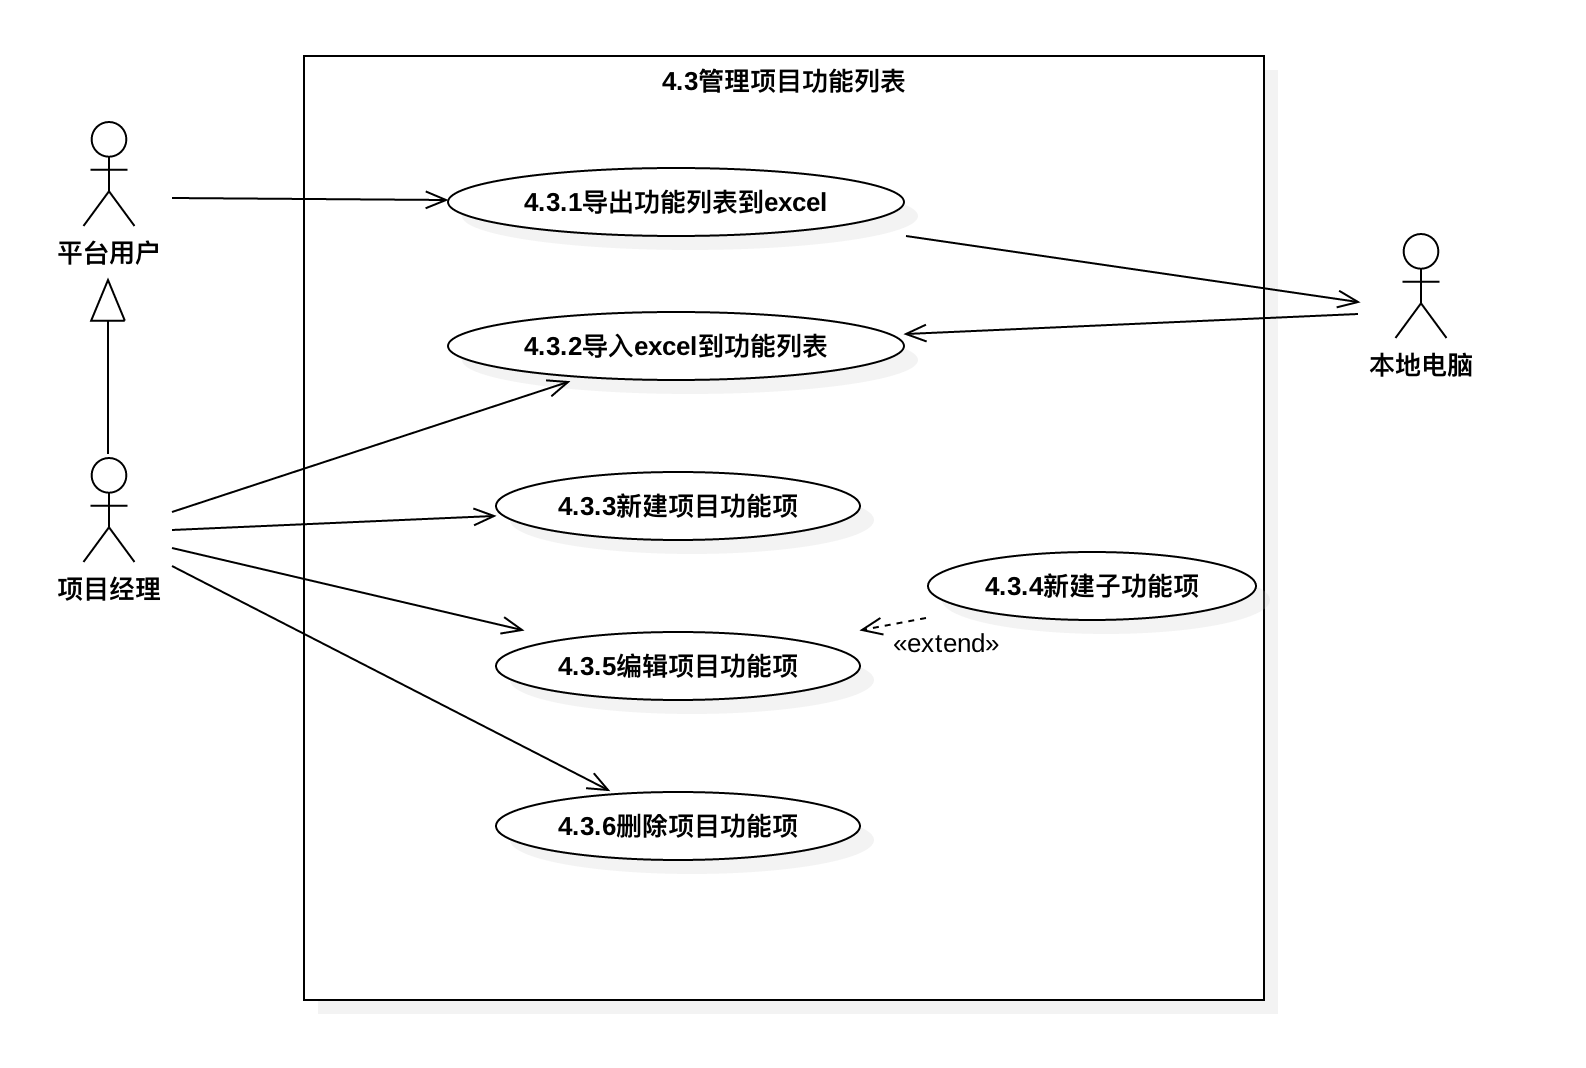 4.3管理项目功能列表
平台用户
4.3.1导出功能列表到excel
4.3.2导入excel到功能列表
本地电脑
4.3.3新建项目功能项
项目经理
4.3.4新建子功能项
«extend»
4.3.5编辑项目功能项
4.3.6删除项目功能项